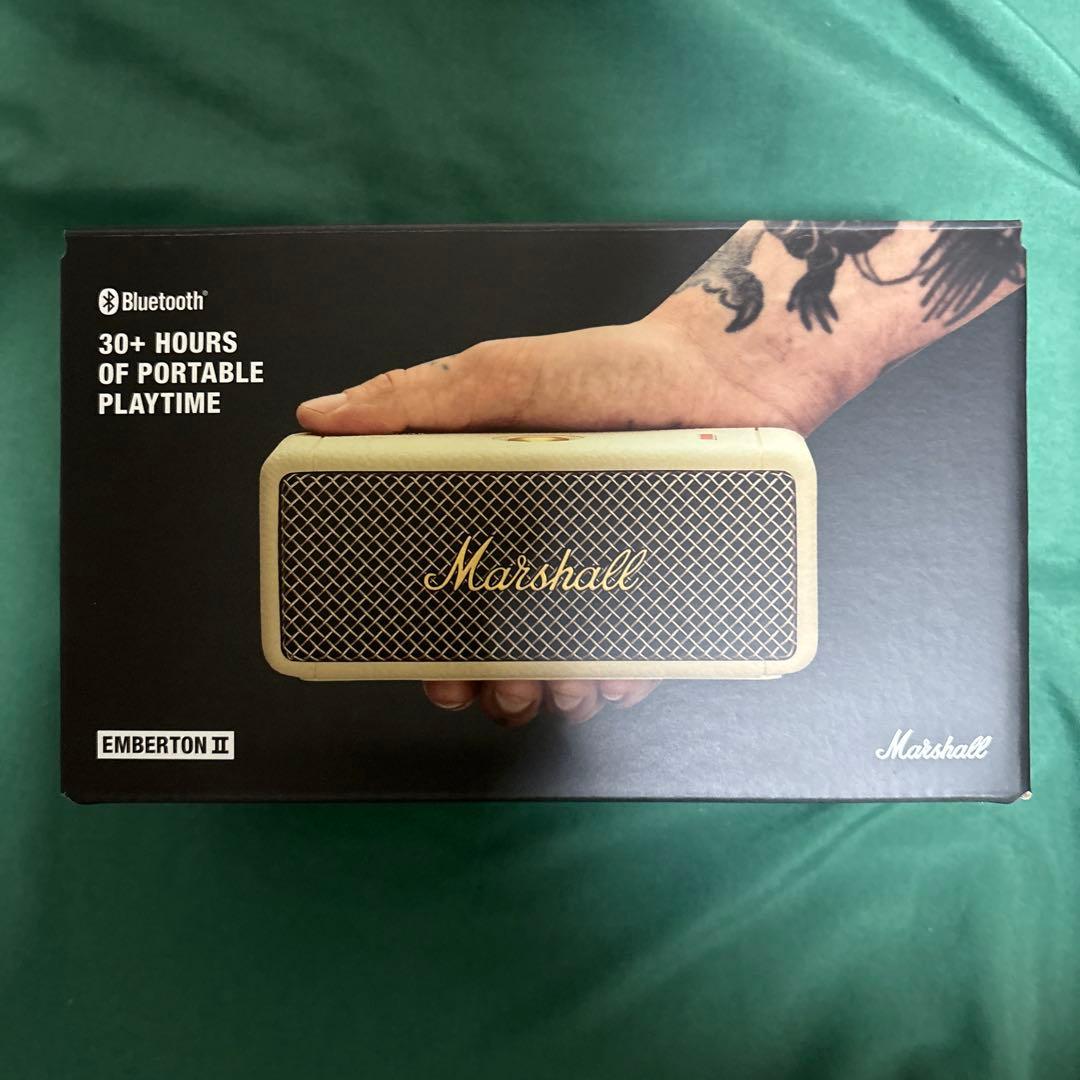 Bluetooth®
30+ HOURS
OF PORTABLE
PLAYTIME
Marshall
EMBERTON II
Marshall